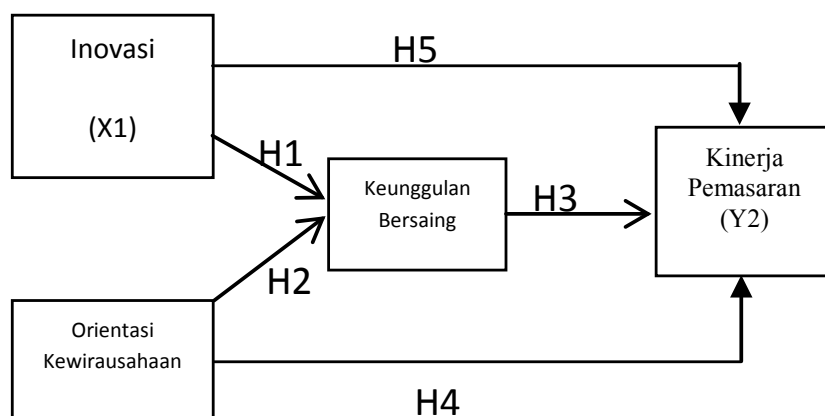 Inovasi
(X1)
H5
H1
Keunggulan
Bersaing
H3
Kinerja
Pemasaran
(Y2)
H2
Orientasi
Kewirausahaan
H4